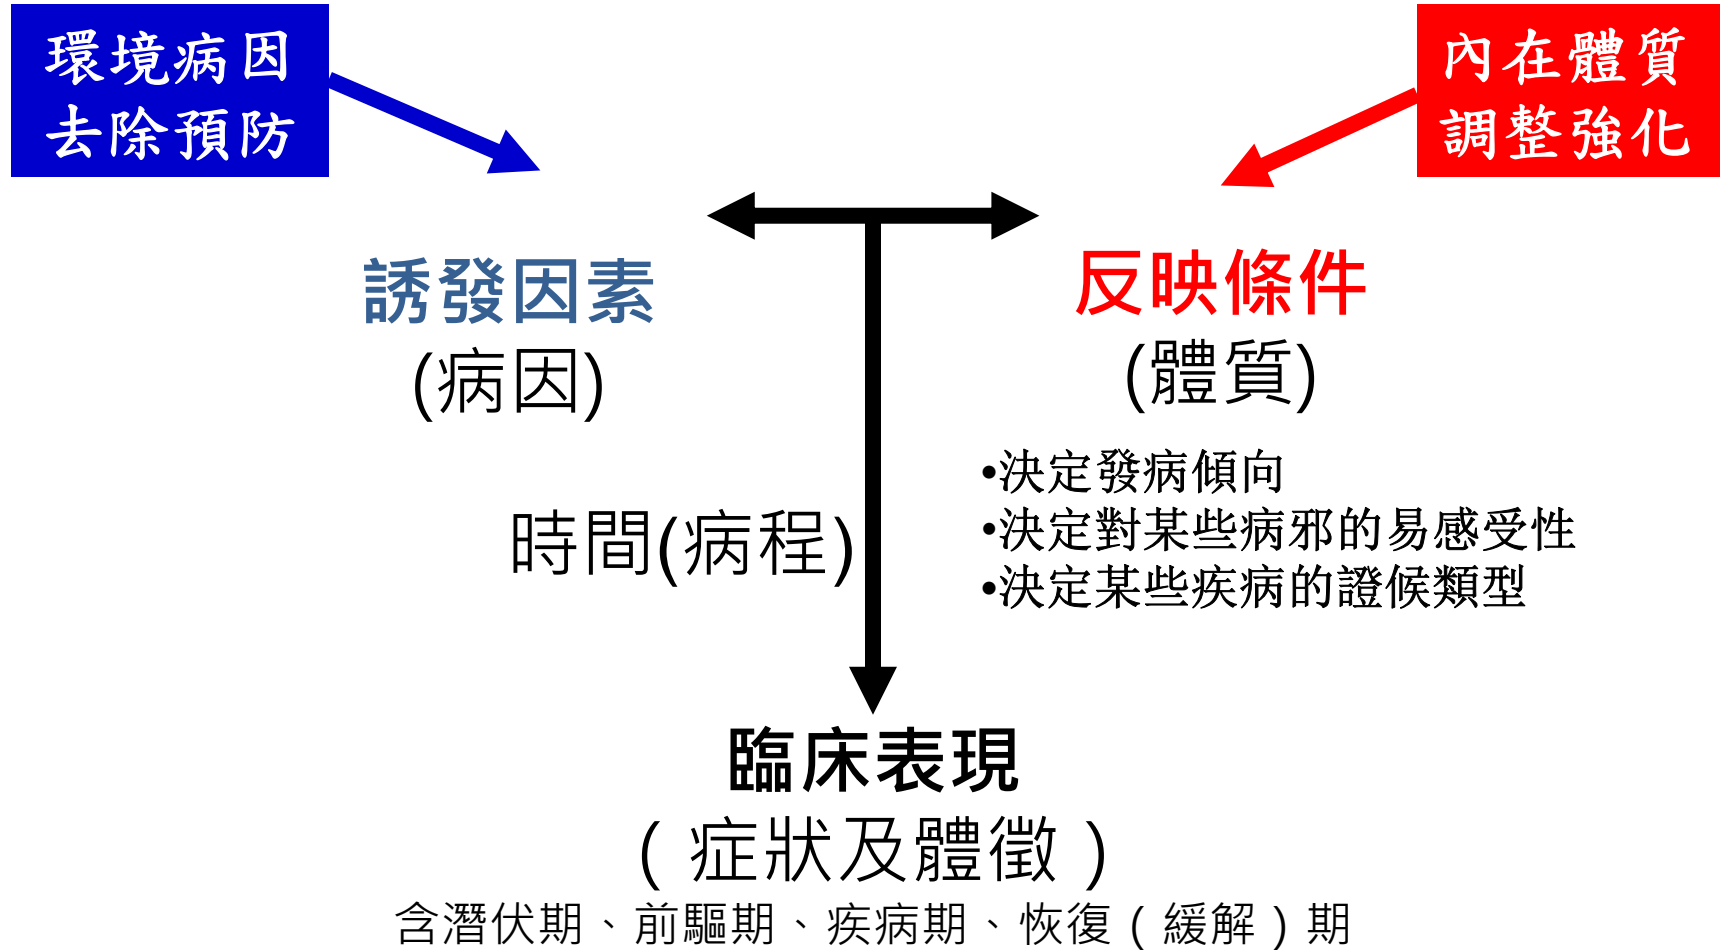 環境病因
去除預防
內在體質
調整強化
誘發因素
(病因)
反映條件
(體質)
•決定發病傾向
•決定對某些病邪的易感受性
•決定某些疾病的證候類型
時間(病程)
臨床表現
(症狀及體徵)
含潛伏期、前驅期、疾病期、恢復(緩解)期